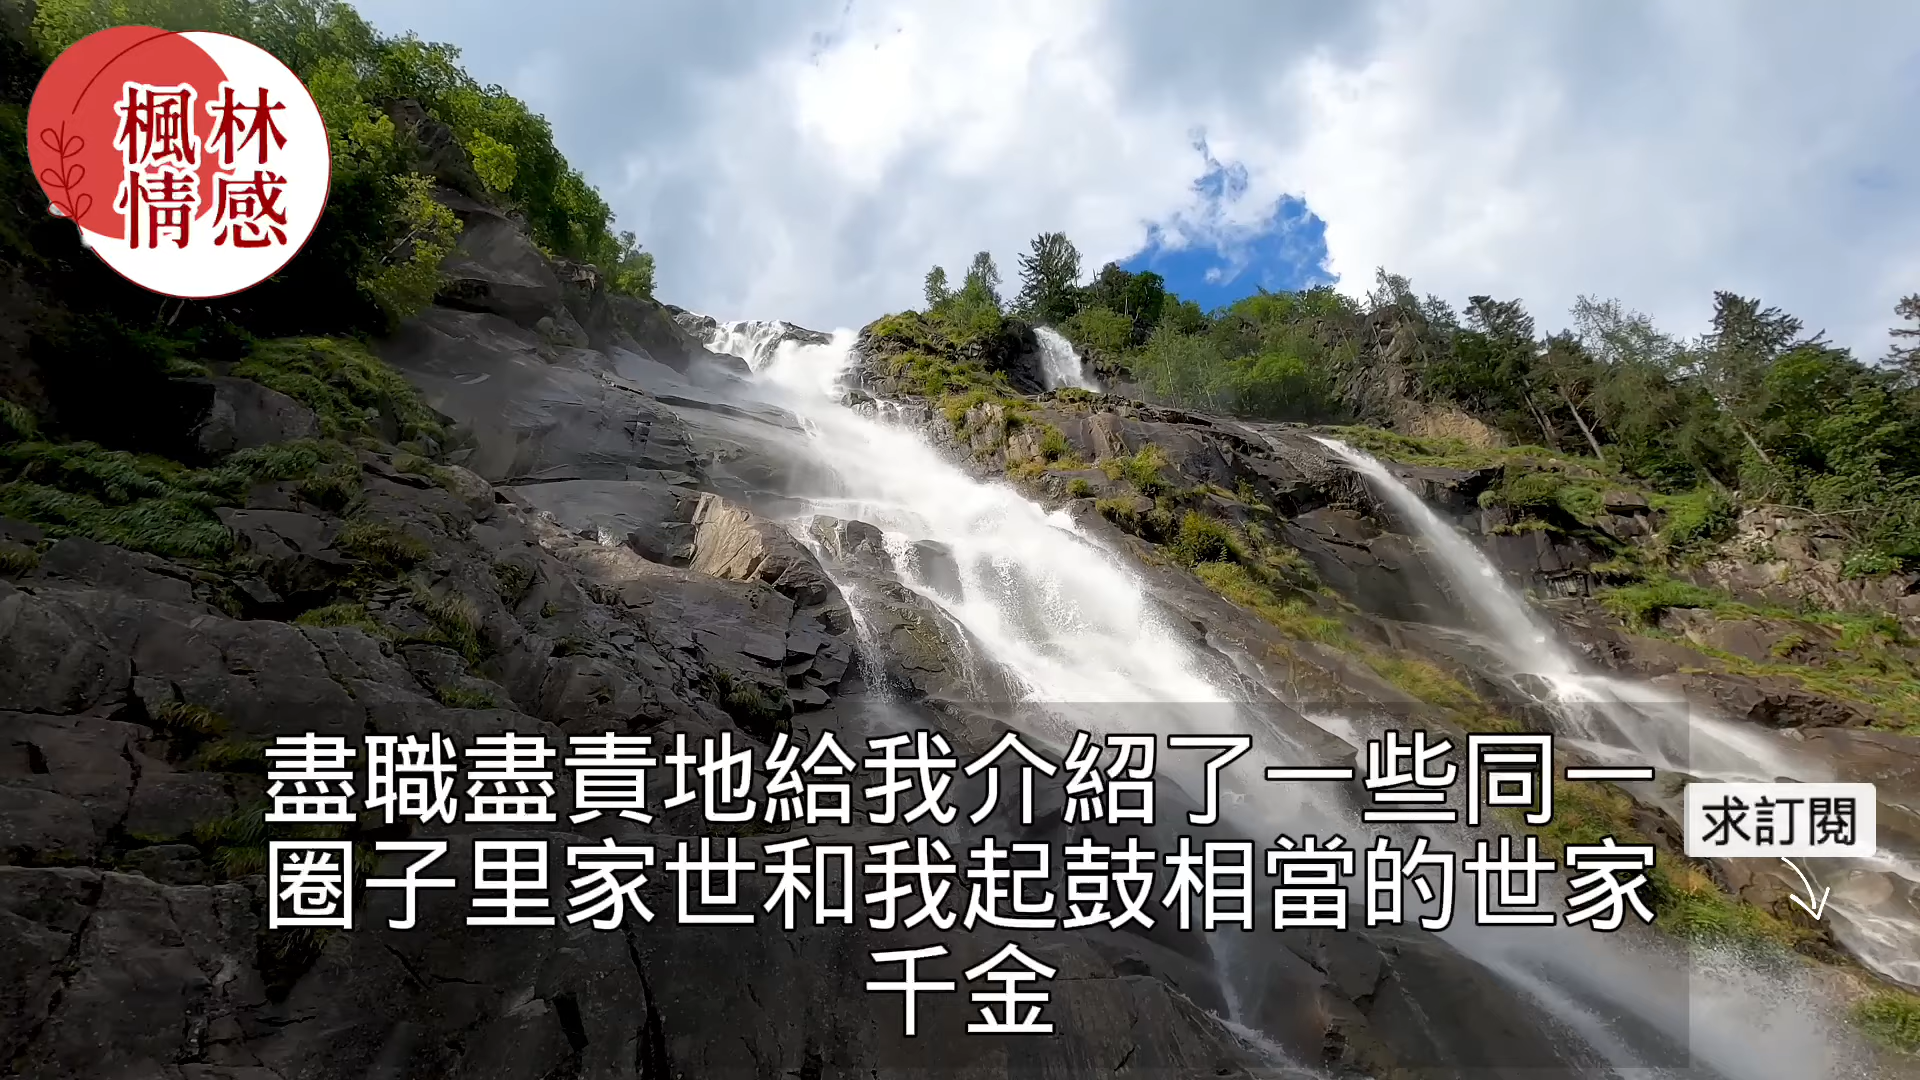 楓林
情感
盡職盡責地給我介紹了一些同一
圈子里家世和我起鼓相當的世家
千金
求訂閱